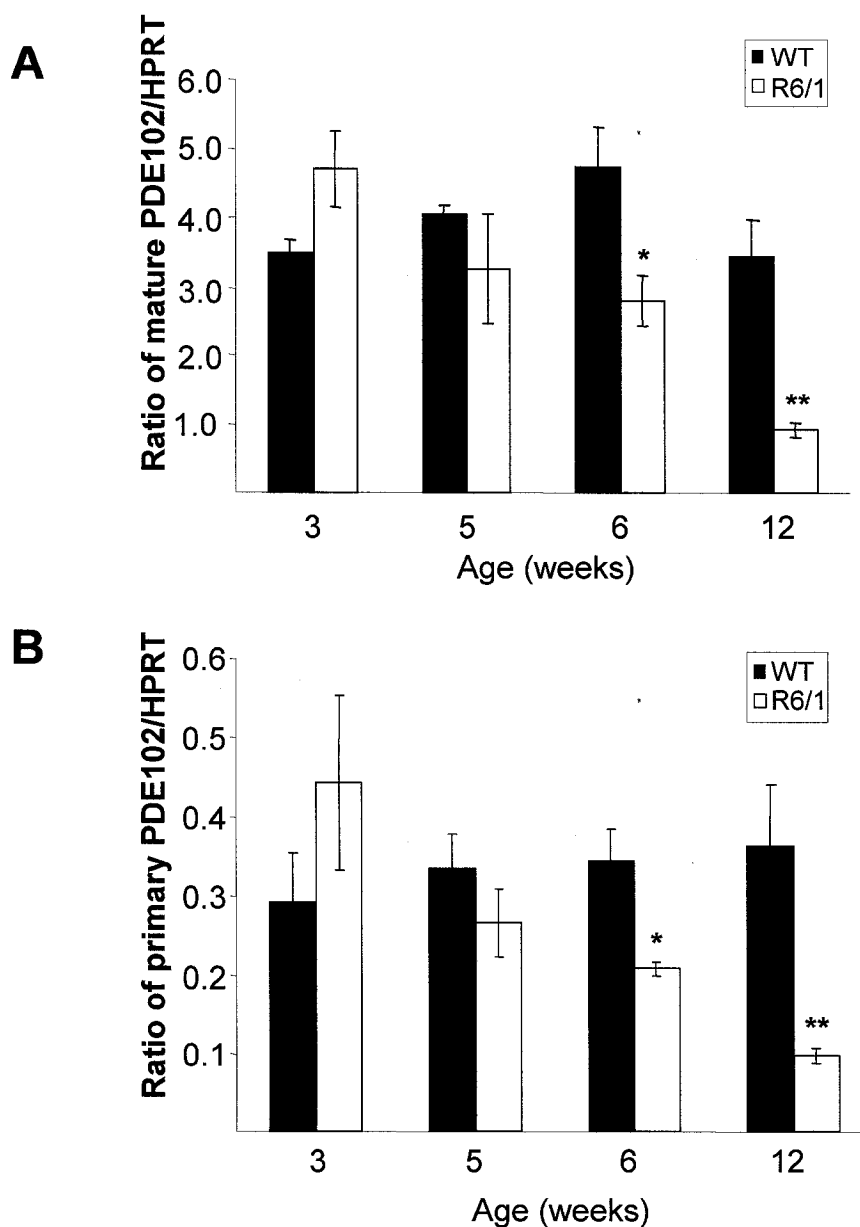 A
Ratio of mature PDE102/HPRT
WT
R6/1
6.0
5.0
4.0
3.0
2.0
1.0
*
**
3
5
6
12
Age (weeks)
B
Ratio of primary PDE102/HPRT
WT
R6/1
0.6
0.5
0.4
0.3
0.2
0.1
*
**
3
5
6
12
Age (weeks)